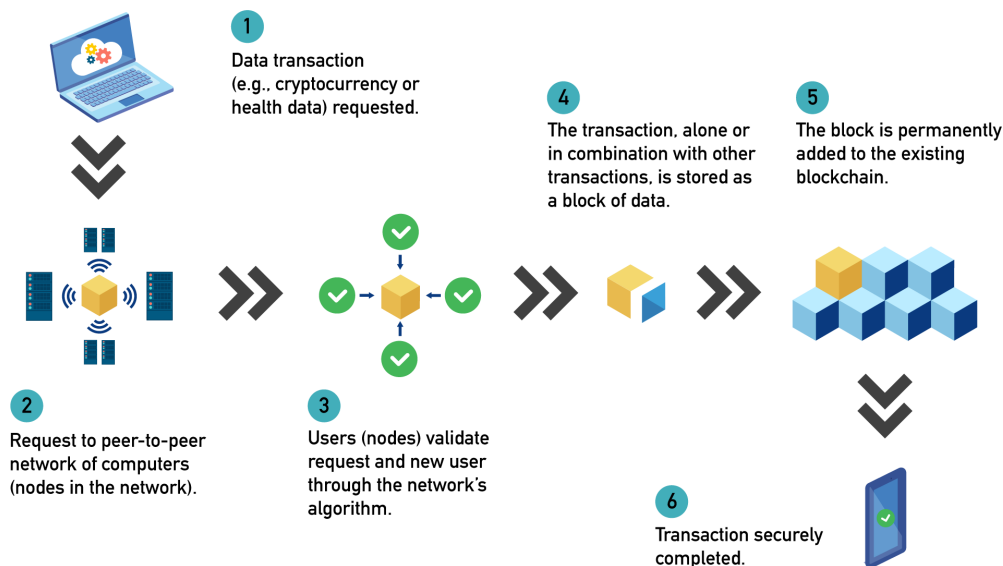 1
Data transaction
(e.g., cryptocurrency or
health data) requested.
2
Request to peer-to-peer
network of computers
(nodes in the network).
3
Users (nodes) validate
request and new user
through the network's
algorithm.
4
The transaction, alone or
in combination with other
transactions, is stored as
a block of data.
5
The block is permanently
added to the existing
blockchain.
6
Transaction securely
completed.